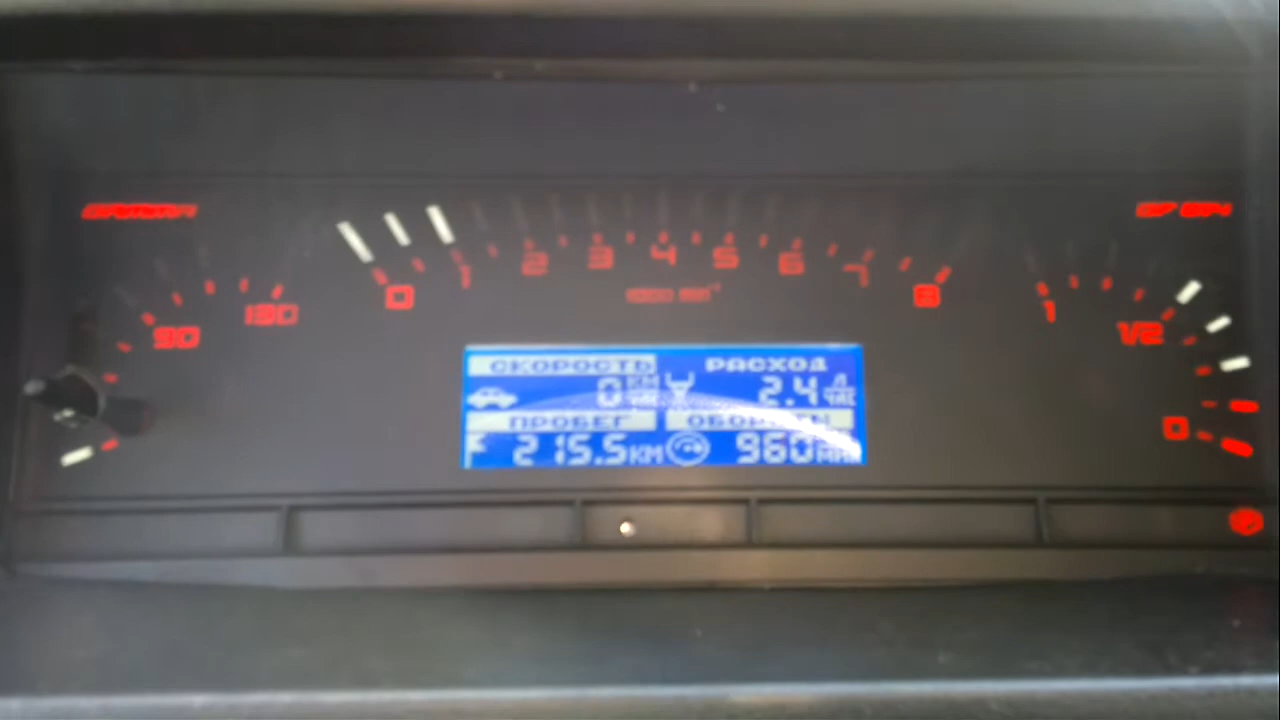 90 130
0 1 2 3 4 5 6 7 8
1 1/2 0
СКОРОСТЬ РАСХОД
0 КМ/ЧАС 2.4 Л/ЧАС
ПРОБЕГ ОБОРОТЫ
215.5 КМ 960